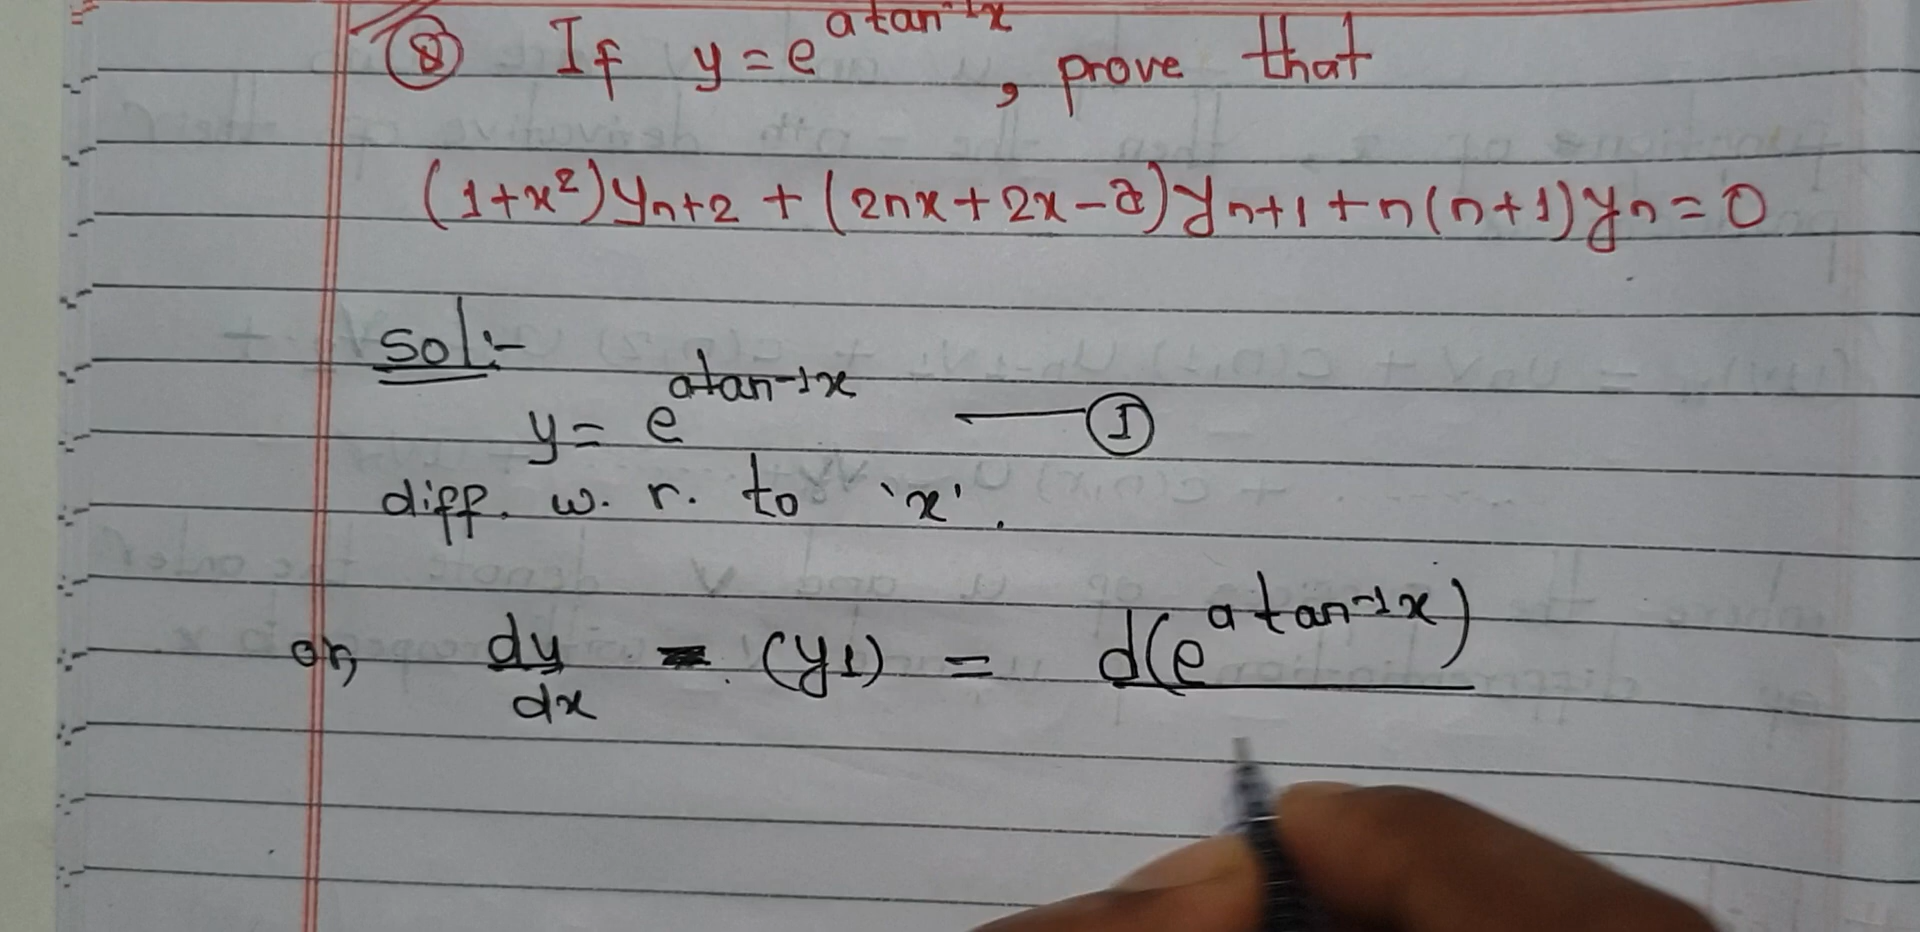 ⑧ If y = e^(a tan⁻¹x), prove that
(1+x²)yₙ₊₂ + (2nx + 2x − a)yₙ₊₁ + n(n+1)yₙ = 0
Sol:-
y = e^(a tan⁻¹x) — Ⓘ
diff. w. r. to 'x'.
or, dy/dx = (y₁) = d(e^(a tan⁻¹x))